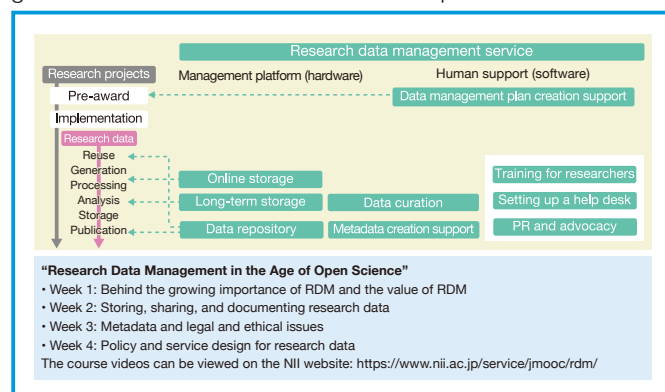 Research data management service
Research projects
Management platform (hardware)
Human support (software)
Pre-award
Data management plan creation support
Implementation
Research data
Reuse
Generation
Online storage
Processing
Analysis
Long-term storage
Data curation
Storage
Publication
Data repository
Metadata creation support
Training for researchers
Setting up a help desk
PR and advocacy
“Research Data Management in the Age of Open Science”
• Week 1: Behind the growing importance of RDM and the value of RDM
• Week 2: Storing, sharing, and documenting research data
• Week 3: Metadata and legal and ethical issues
• Week 4: Policy and service design for research data
The course videos can be viewed on the NII website: https://www.nii.ac.jp/service/jmooc/rdm/